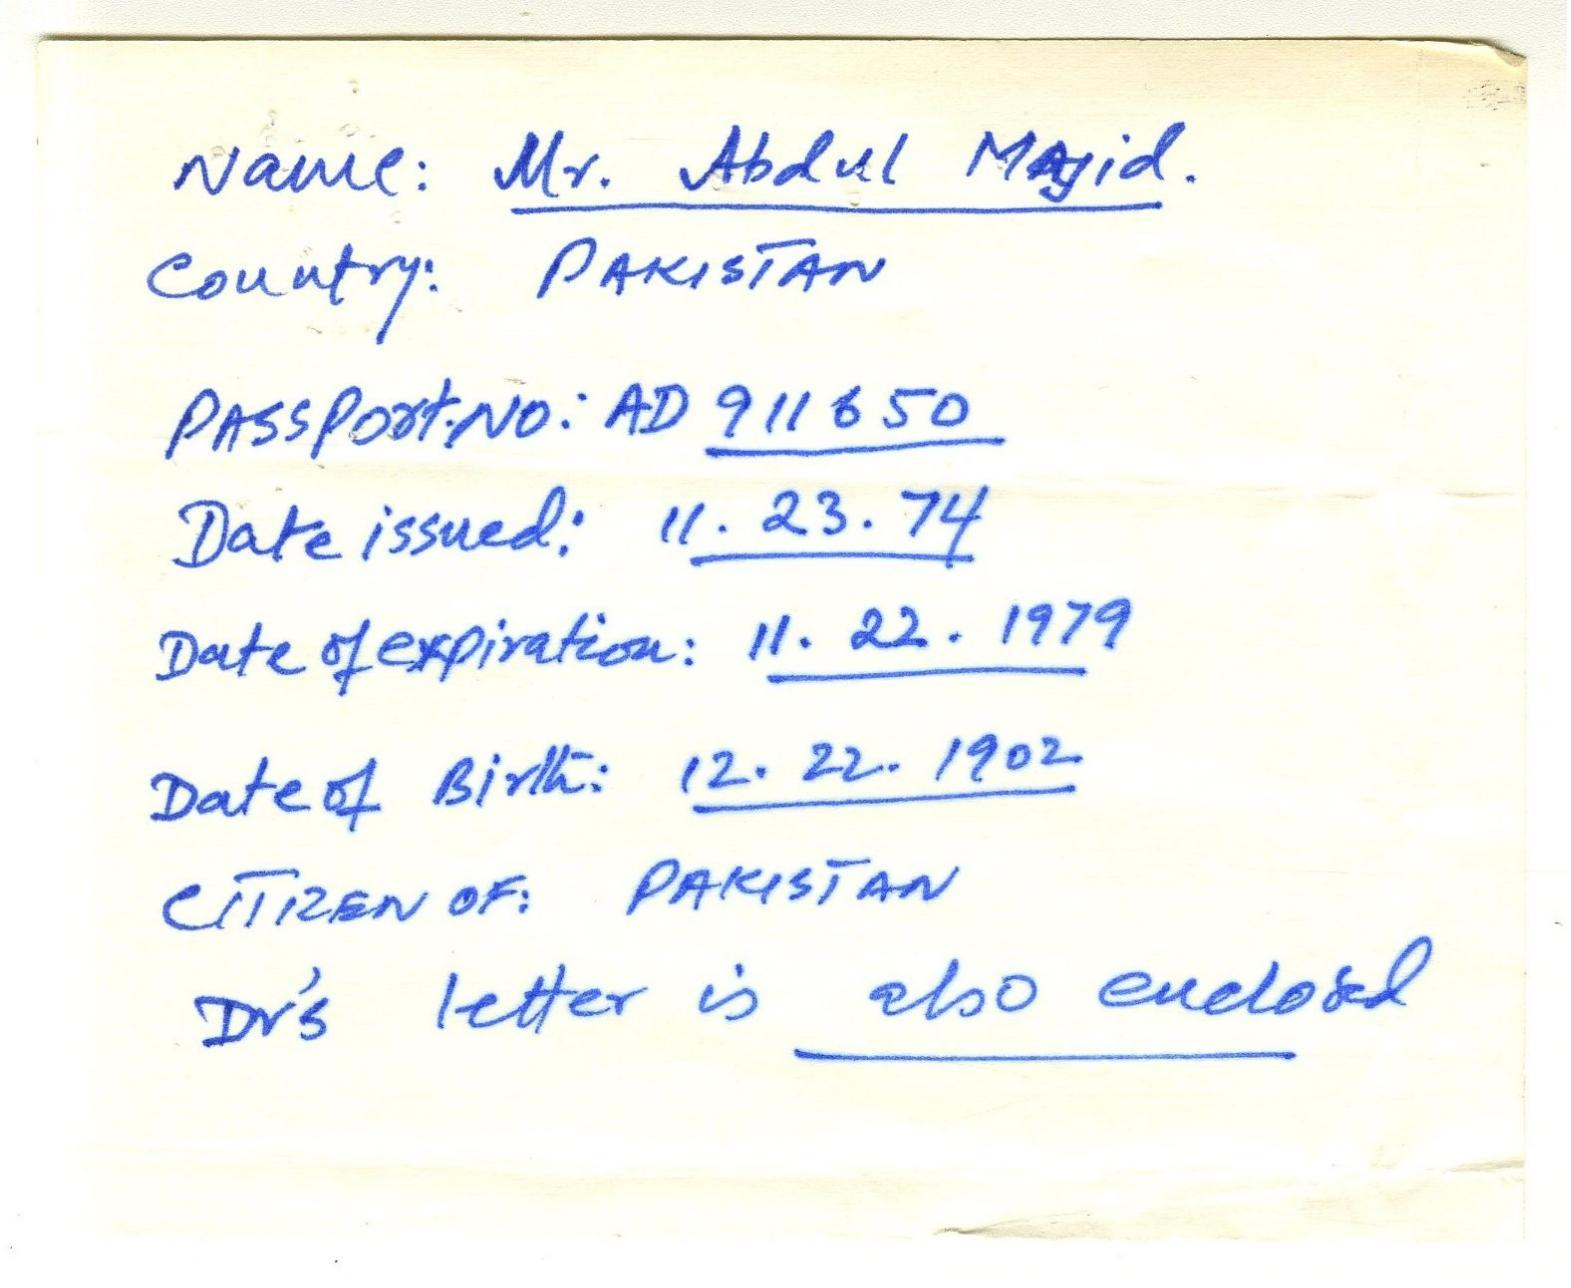 Name: Mr. Abdul Majid.
Country: PAKISTAN
PASSPort.NO: AD 911650
Date issued: 11. 23. 74
Date of expiration: 11. 22. 1979
Date of Birth: 12. 22. 1902
CITIZEN OF: PAKISTAN
Dr's letter is also enclosed